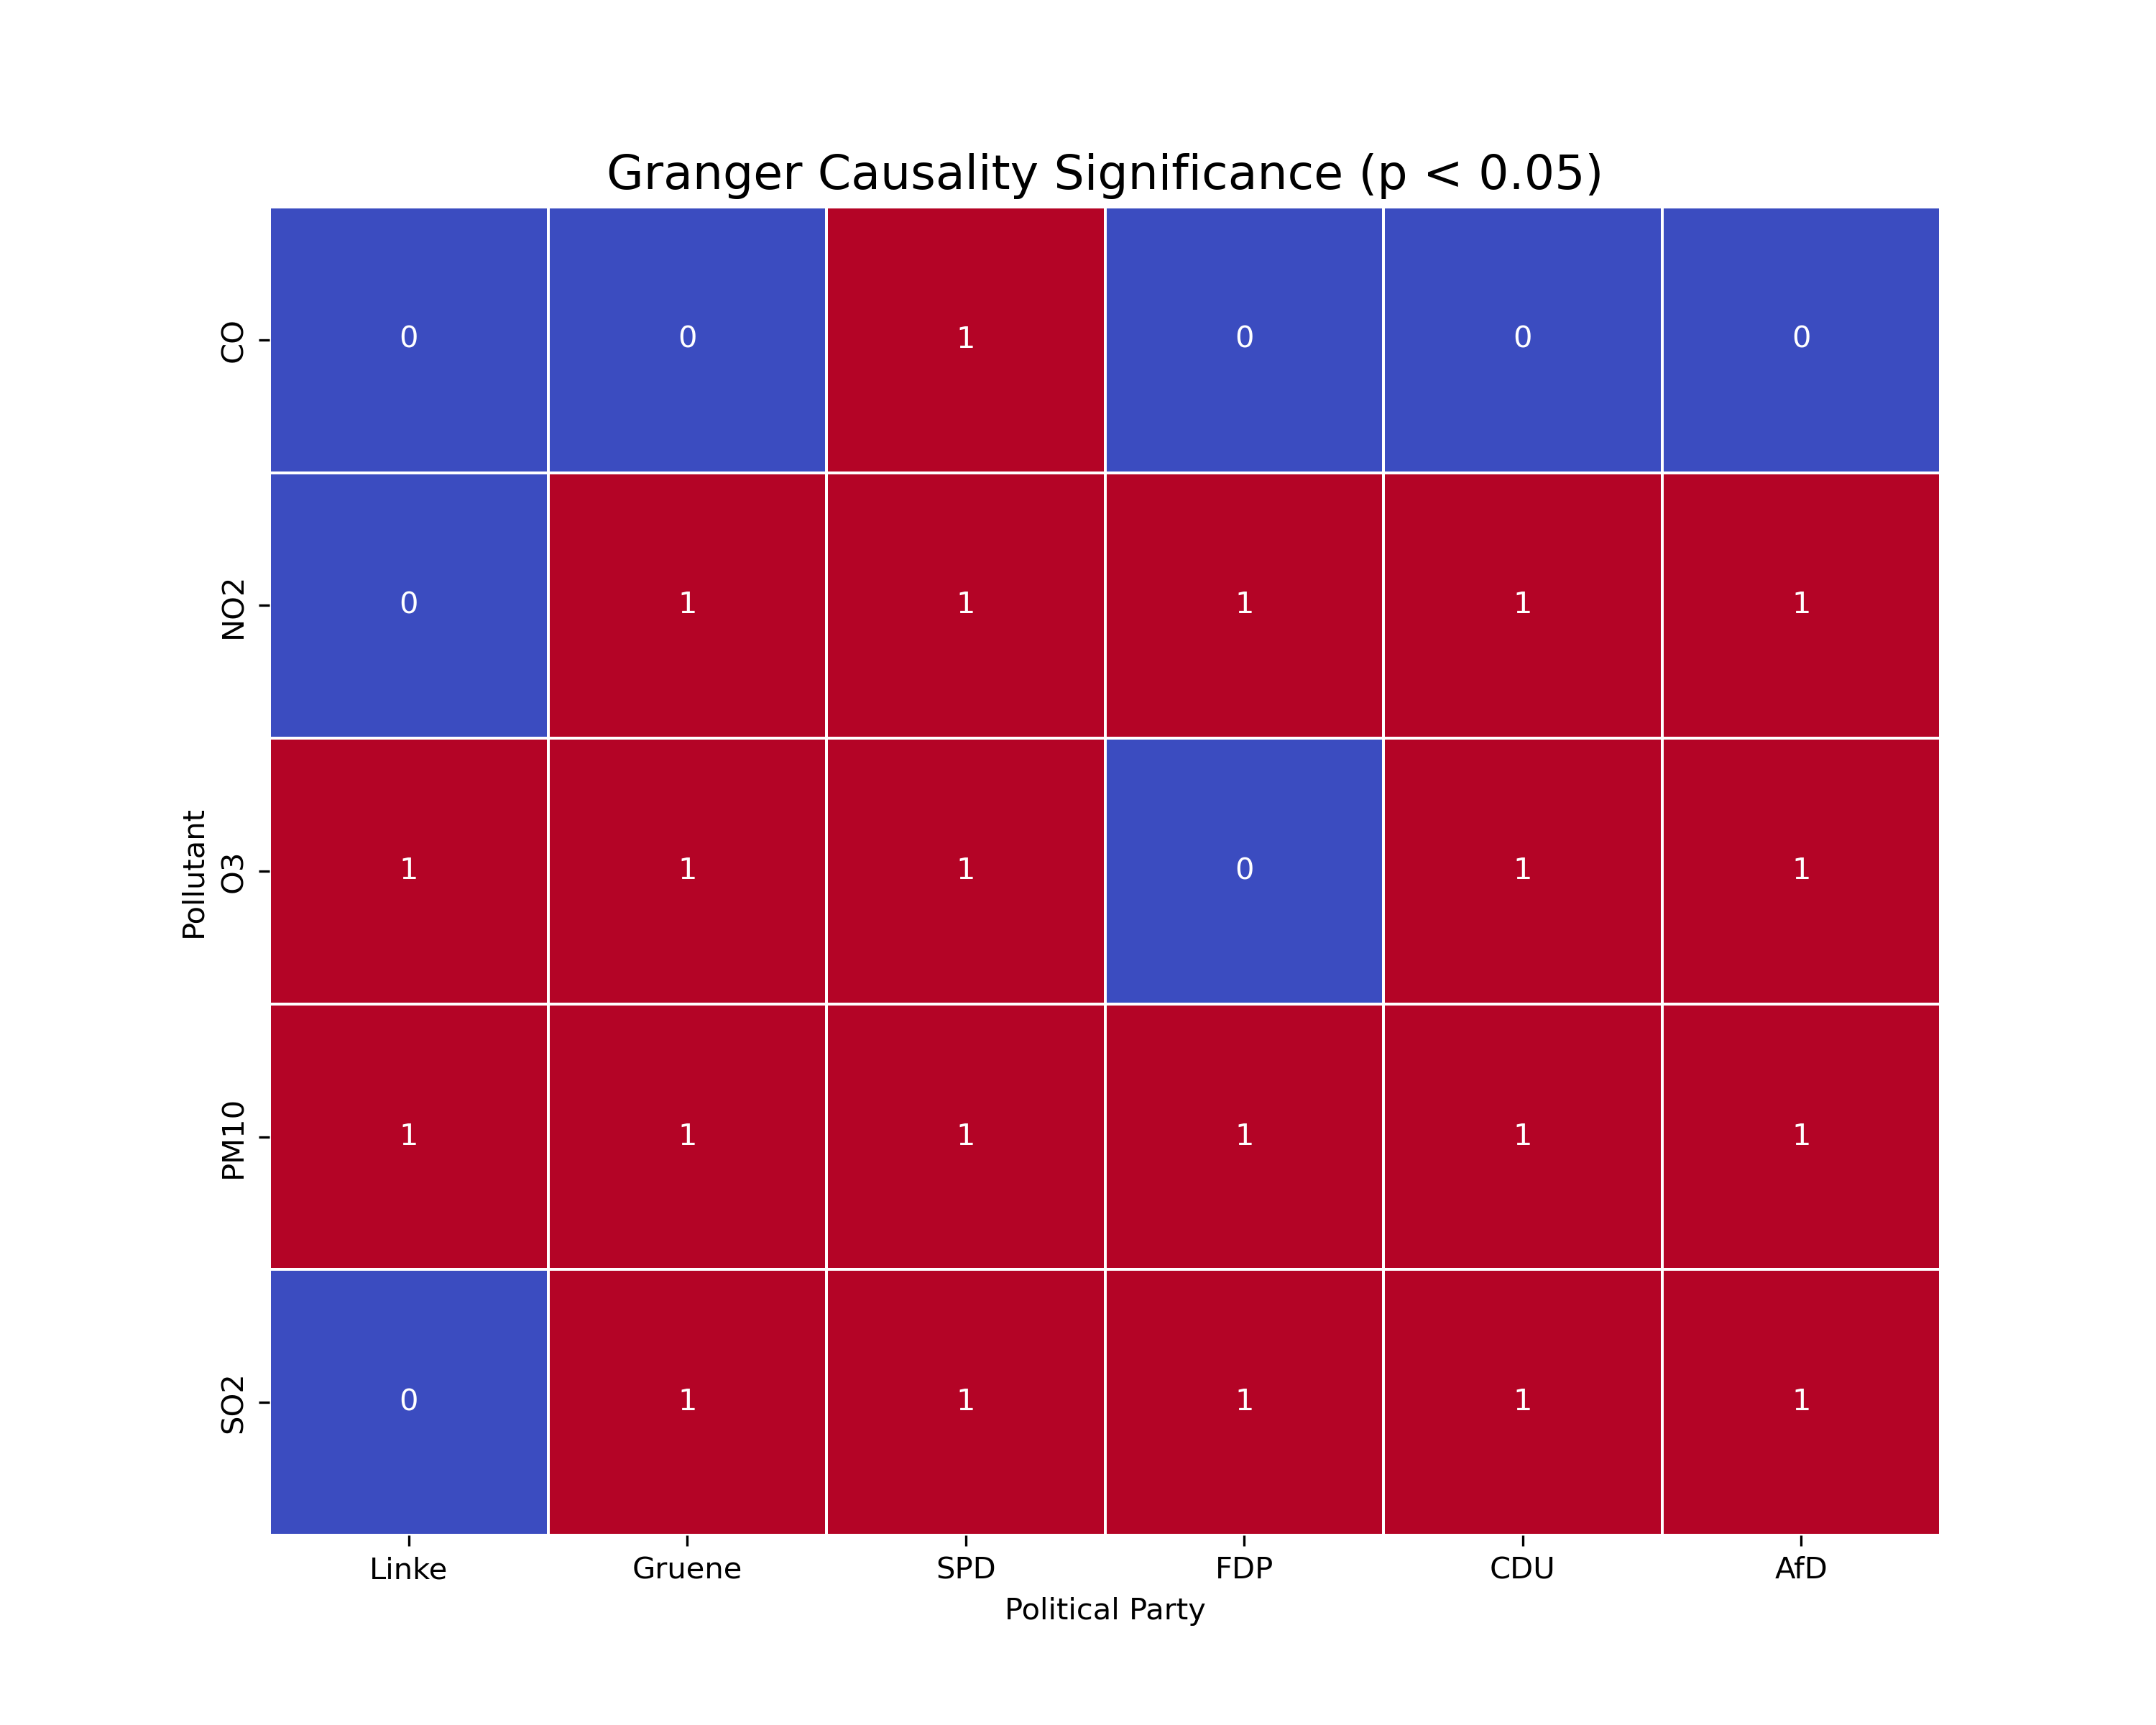 Granger Causality Significance (p < 0.05)
CO 0 0 1 0 0 0
NO2 0 1 1 1 1 1
O3 1 1 1 0 1 1
PM10 1 1 1 1 1 1
SO2 0 1 1 1 1 1
Pollutant
Linke Gruene SPD FDP CDU AfD
Political Party